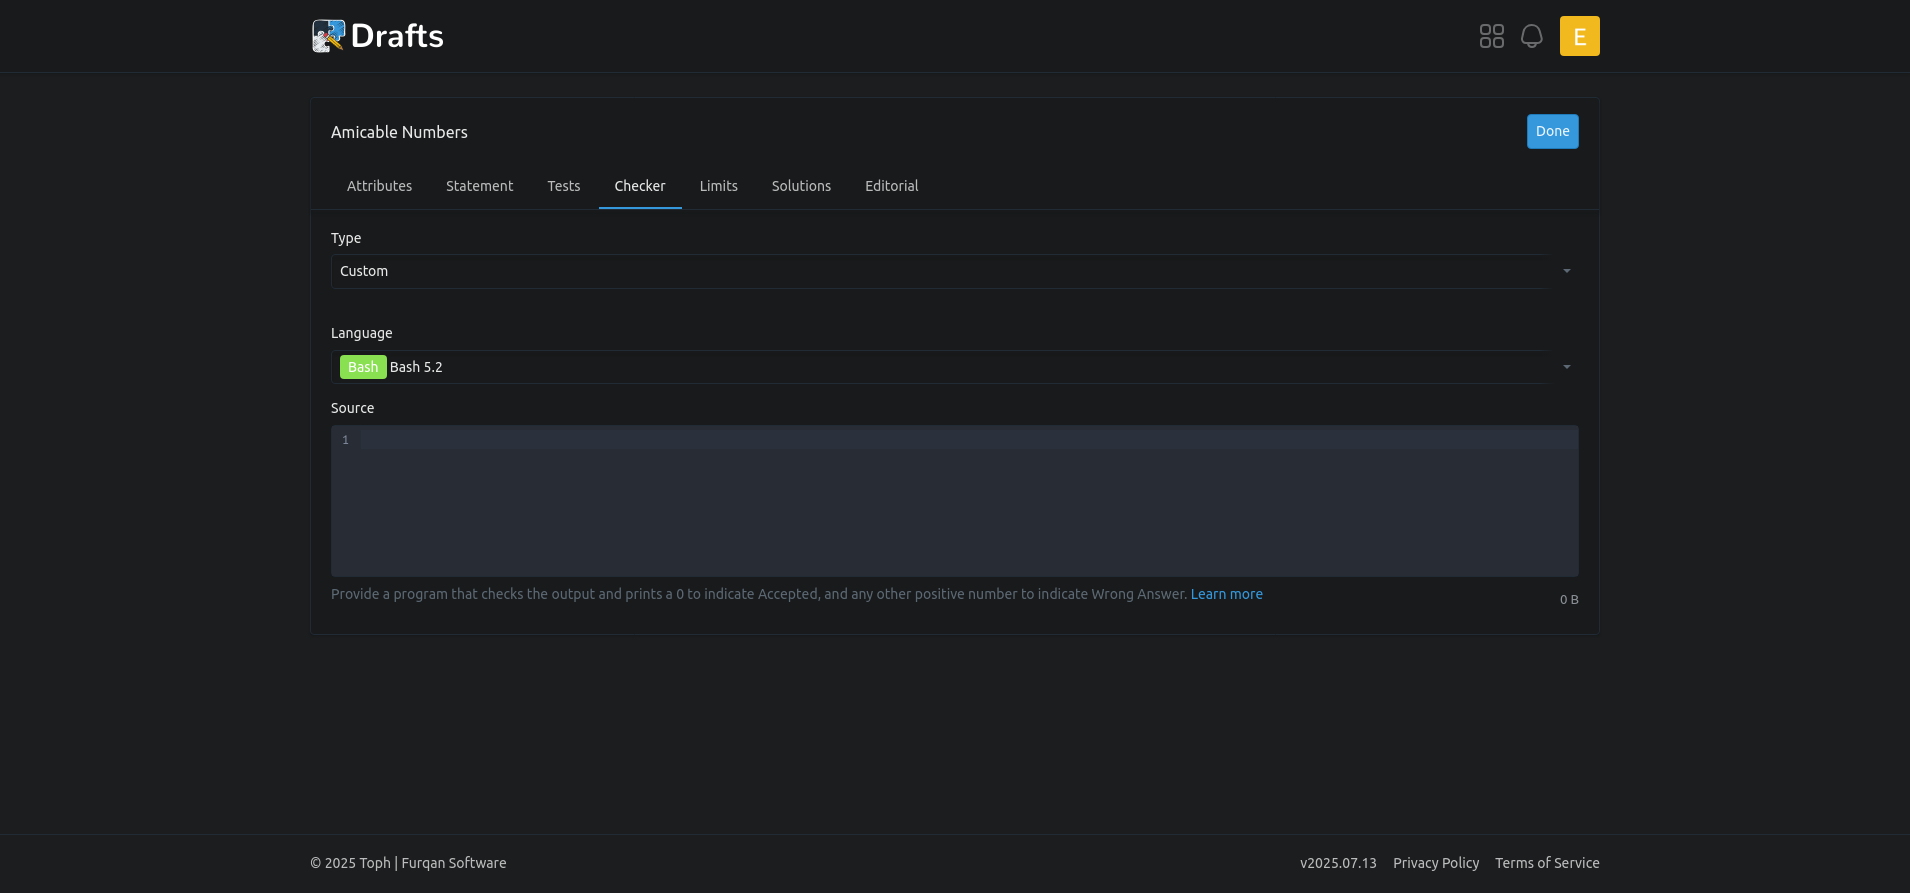 Drafts
E
Amicable Numbers
Done
Attributes Statement Tests Checker Limits Solutions Editorial
Type
Custom
Language
Bash Bash 5.2
Source
1
Provide a program that checks the output and prints a 0 to indicate Accepted, and any other positive number to indicate Wrong Answer. Learn more
0 B
© 2025 Toph | Furqan Software
v2025.07.13 Privacy Policy Terms of Service